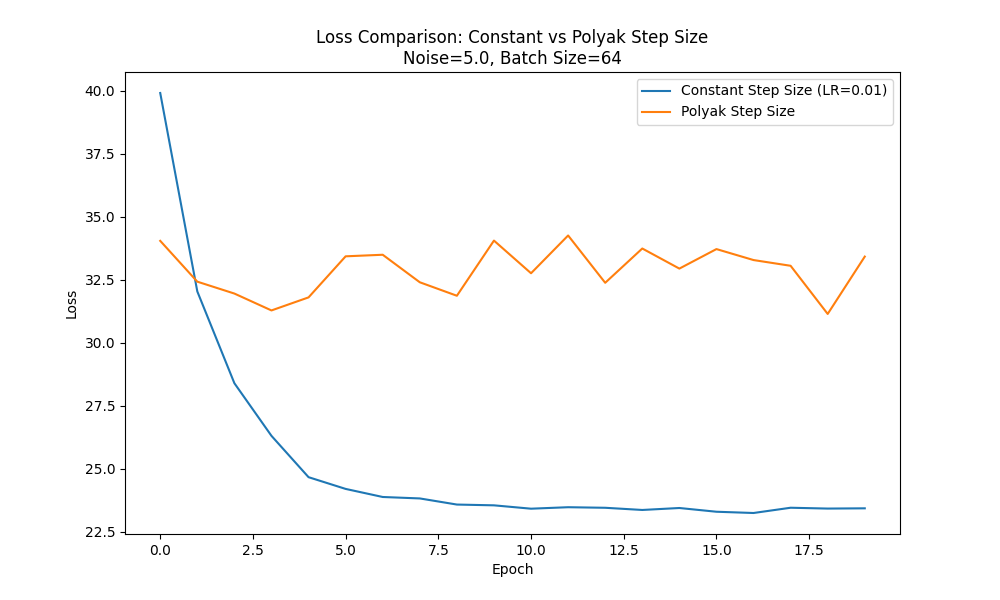 Loss Comparison: Constant vs Polyak Step Size
Noise=5.0, Batch Size=64
Constant Step Size (LR=0.01)
Polyak Step Size
Loss
40.0
37.5
35.0
32.5
30.0
27.5
25.0
22.5
0.0
2.5
5.0
7.5
10.0
12.5
15.0
17.5
Epoch